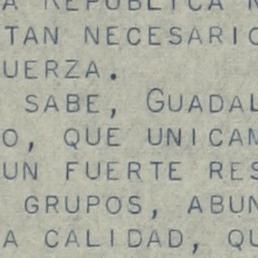 A REPUBLICA
TAN NECESARIO
UERZA.
SABE, GUADAL
O, QUE UNICAM
UN FUERTE RES
GRUPOS, ABUN
A CALIDAD, QU